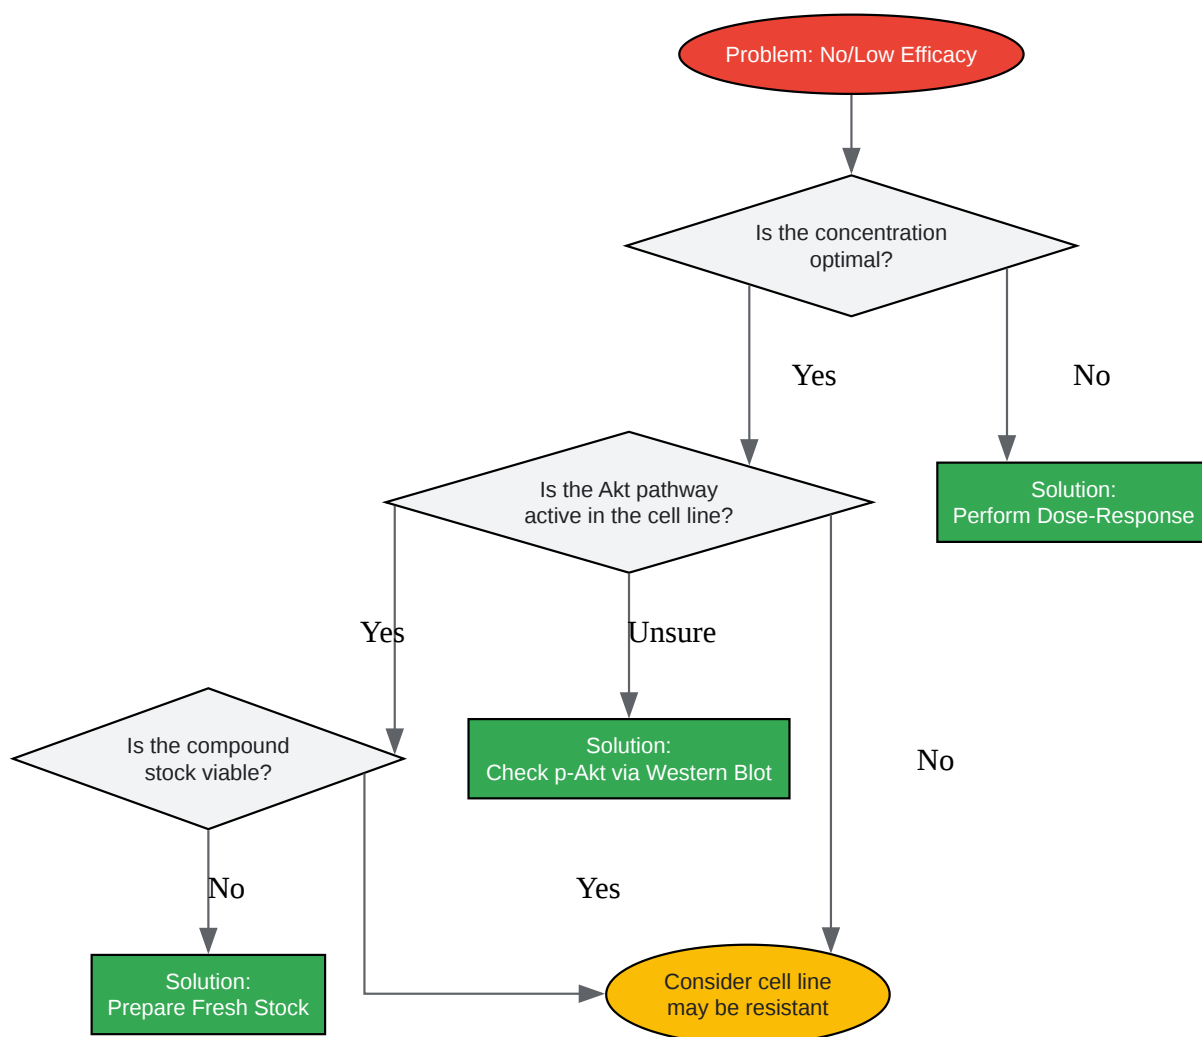 Problem: No/Low Efficacy
Is the concentration
optimal?
Yes
No
Is the Akt pathway
active in the cell line?
Solution:
Perform Dose-Response
Yes
Unsure
No
Is the compound
stock viable?
Solution:
Check p-Akt via Western Blot
No
Yes
Solution:
Prepare Fresh Stock
Consider cell line
may be resistant